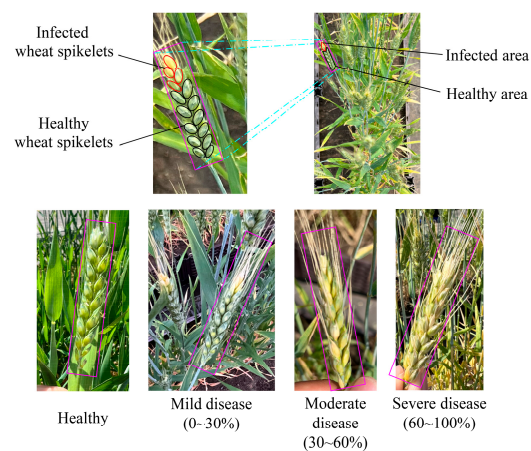 Infected
wheat spikelets
Healthy
wheat spikelets
Infected area
Healthy area
Healthy
Mild disease
(0~30%)
Moderate
disease
(30~60%)
Severe disease
(60~100%)